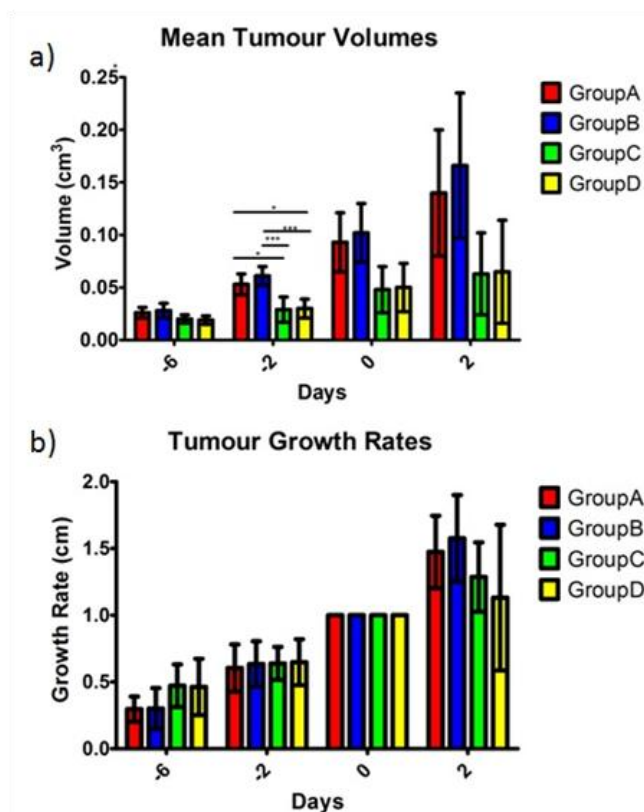 a)
Mean Tumour Volumes
Volume (cm³)
0.25
0.20
0.15
0.10
0.05
0.00
*
***
***
*
-6
-2
0
2
Days
GroupA
GroupB
GroupC
GroupD
b)
Tumour Growth Rates
Growth Rate (cm)
2.0
1.5
1.0
0.5
0.0
-6
-2
0
2
Days
GroupA
GroupB
GroupC
GroupD